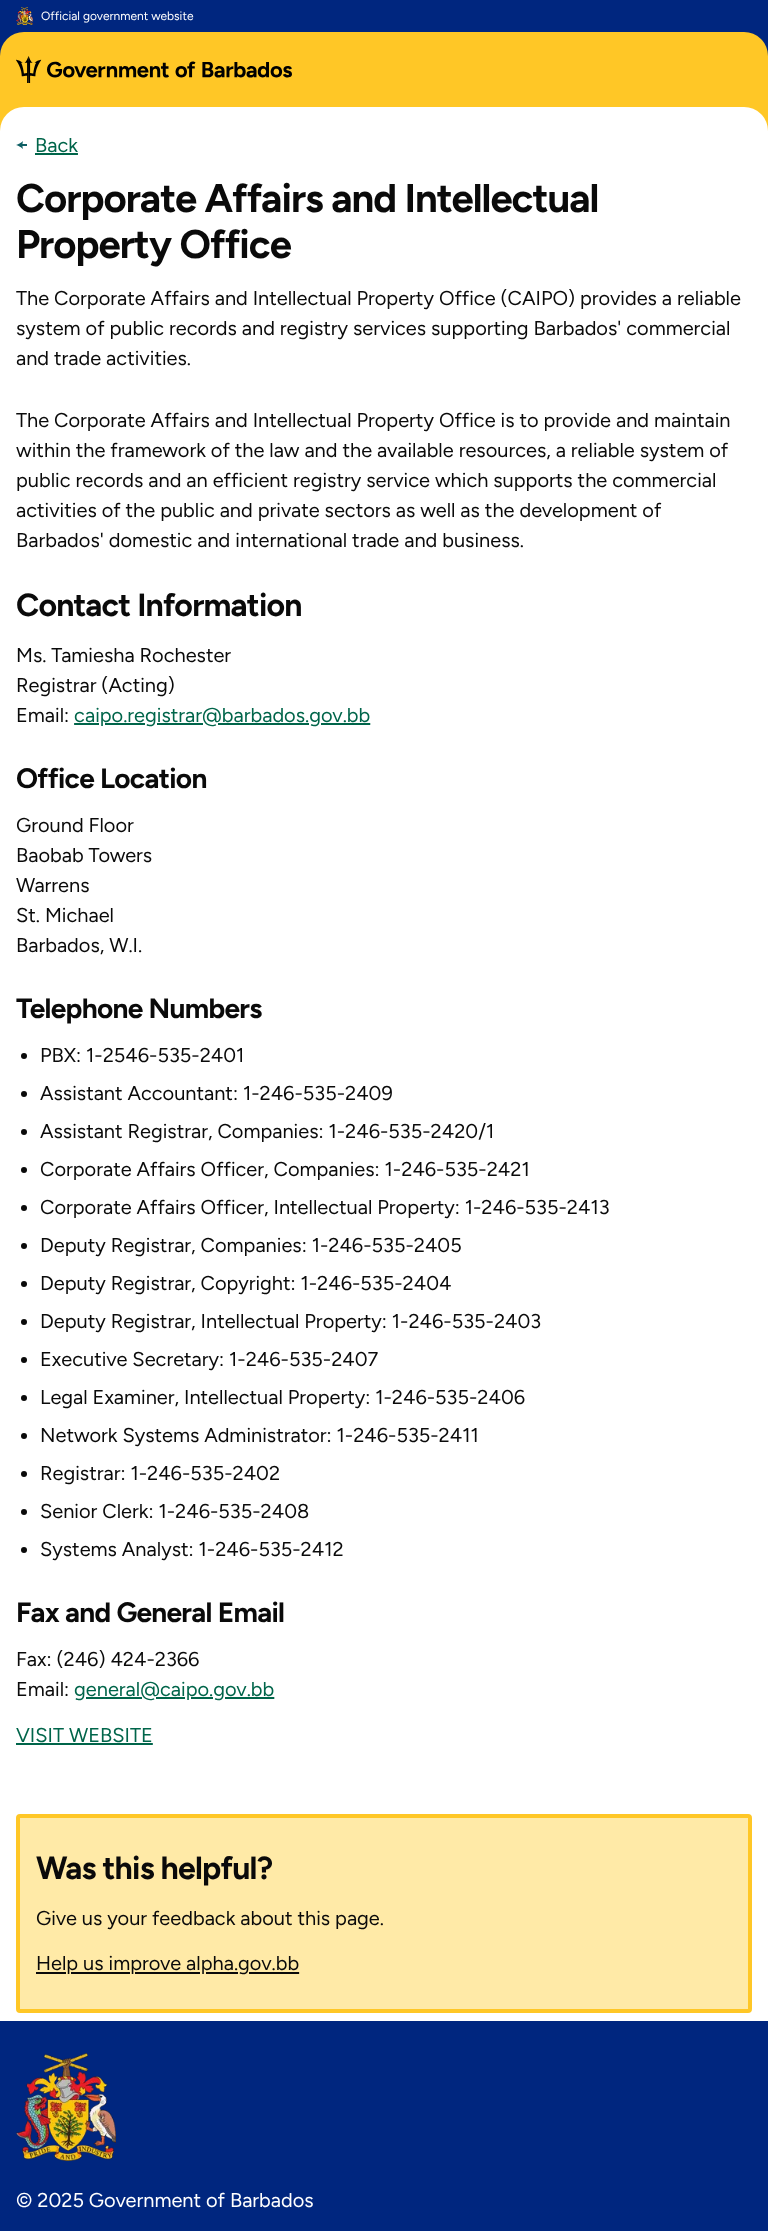 Official government website
Government of Barbados
Back
Corporate Affairs and Intellectual
Property Office
The Corporate Affairs and Intellectual Property Office (CAIPO) provides a reliable
system of public records and registry services supporting Barbados' commercial
and trade activities.
The Corporate Affairs and Intellectual Property Office is to provide and maintain
within the framework of the law and the available resources, a reliable system of
public records and an efficient registry service which supports the commercial
activities of the public and private sectors as well as the development of
Barbados' domestic and international trade and business.
Contact Information
Ms. Tamiesha Rochester
Registrar (Acting)
Email: caipo.registrar@barbados.gov.bb
Office Location
Ground Floor
Baobab Towers
Warrens
St. Michael
Barbados, W.I.
Telephone Numbers
• PBX: 1-2546-535-2401
• Assistant Accountant: 1-246-535-2409
• Assistant Registrar, Companies: 1-246-535-2420/1
• Corporate Affairs Officer, Companies: 1-246-535-2421
• Corporate Affairs Officer, Intellectual Property: 1-246-535-2413
• Deputy Registrar, Companies: 1-246-535-2405
• Deputy Registrar, Copyright: 1-246-535-2404
• Deputy Registrar, Intellectual Property: 1-246-535-2403
• Executive Secretary: 1-246-535-2407
• Legal Examiner, Intellectual Property: 1-246-535-2406
• Network Systems Administrator: 1-246-535-2411
• Registrar: 1-246-535-2402
• Senior Clerk: 1-246-535-2408
• Systems Analyst: 1-246-535-2412
Fax and General Email
Fax: (246) 424-2366
Email: general@caipo.gov.bb
VISIT WEBSITE
Was this helpful?
Give us your feedback about this page.
Help us improve alpha.gov.bb
PRIDE AND INDUSTRY
© 2025 Government of Barbados